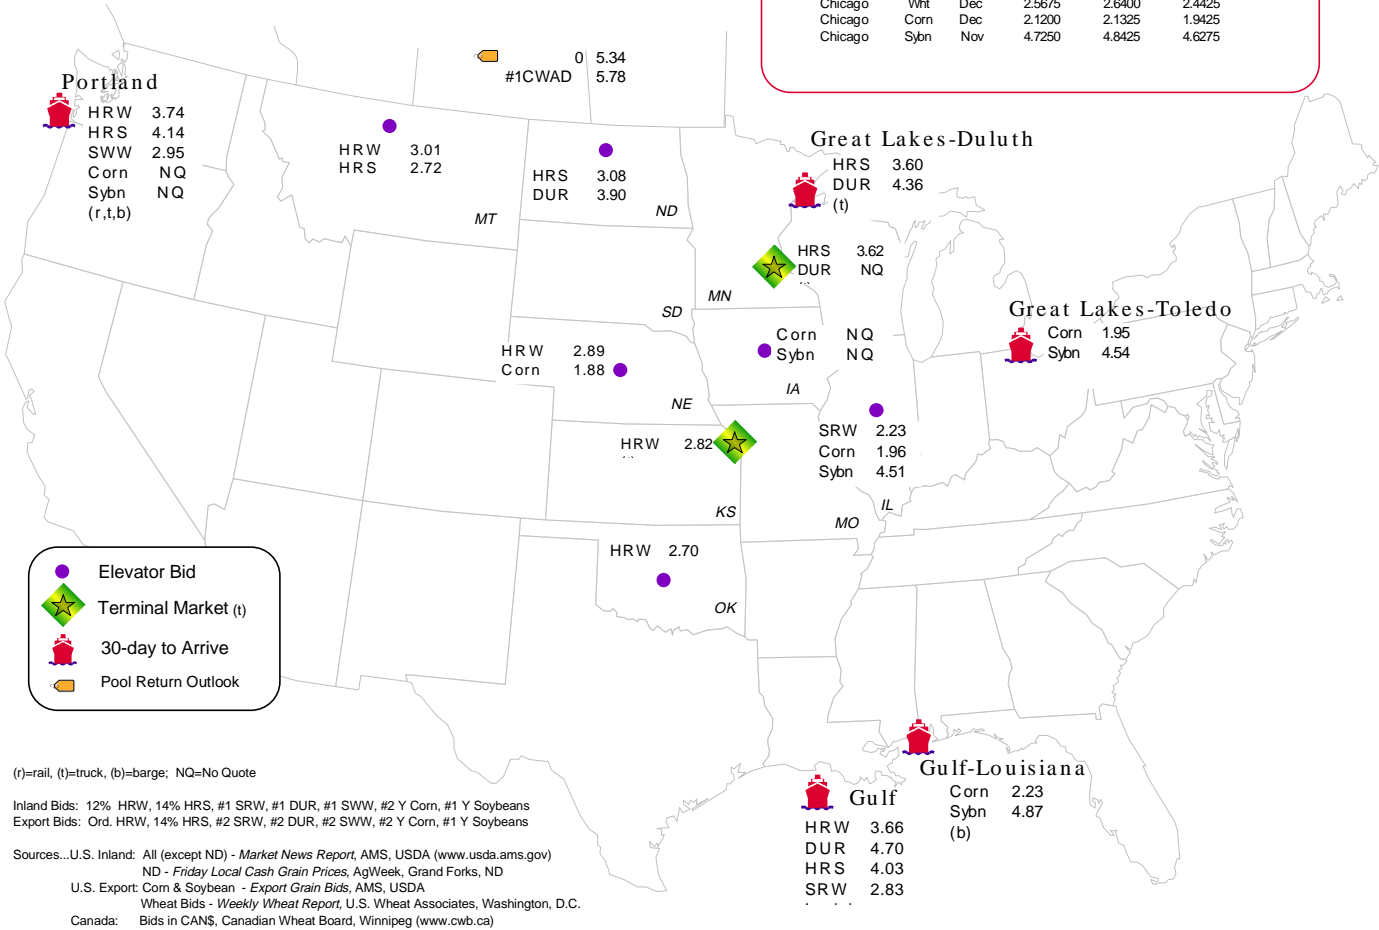 Chicago Wht Dec 2.5675 2.6400 2.4425
Chicago Corn Dec 2.1200 2.1325 1.9425
Chicago Sybn Nov 4.7250 4.8425 4.6275
0 5.34
#1CWAD 5.78
Portland
HRW 3.74
HRS 4.14
SWW 2.95
Corn NQ
Sybn NQ
(r,t,b)
HRW 3.01
HRS 2.72
MT
HRS 3.08
DUR 3.90
ND
Great Lakes-Duluth
HRS 3.60
DUR 4.36
(t)
HRS 3.62
DUR NQ
MN
SD
Great Lakes-Toledo
Corn 1.95
Sybn 4.54
Corn NQ
Sybn NQ
IA
HRW 2.89
Corn 1.88
NE
HRW 2.82
KS
SRW 2.23
Corn 1.96
Sybn 4.51
IL
MO
HRW 2.70
OK
Elevator Bid
Terminal Market (t)
30-day to Arrive
Pool Return Outlook
Gulf-Louisiana
Corn 2.23
Sybn 4.87
(b)
Gulf
HRW 3.66
DUR 4.70
HRS 4.03
SRW 2.83
(r)=rail, (t)=truck, (b)=barge; NQ=No Quote
Inland Bids: 12% HRW, 14% HRS, #1 SRW, #1 DUR, #1 SWW, #2 Y Corn, #1 Y Soybeans
Export Bids: Ord. HRW, 14% HRS, #2 SRW, #2 DUR, #2 SWW, #2 Y Corn, #1 Y Soybeans
Sources...U.S. Inland: All (except ND) - Market News Report, AMS, USDA (www.usda.ams.gov)
ND - Friday Local Cash Grain Prices, AgWeek, Grand Forks, ND
U.S. Export: Corn & Soybean - Export Grain Bids, AMS, USDA
Wheat Bids - Weekly Wheat Report, U.S. Wheat Associates, Washington, D.C.
Canada: Bids in CAN$, Canadian Wheat Board, Winnipeg (www.cwb.ca)